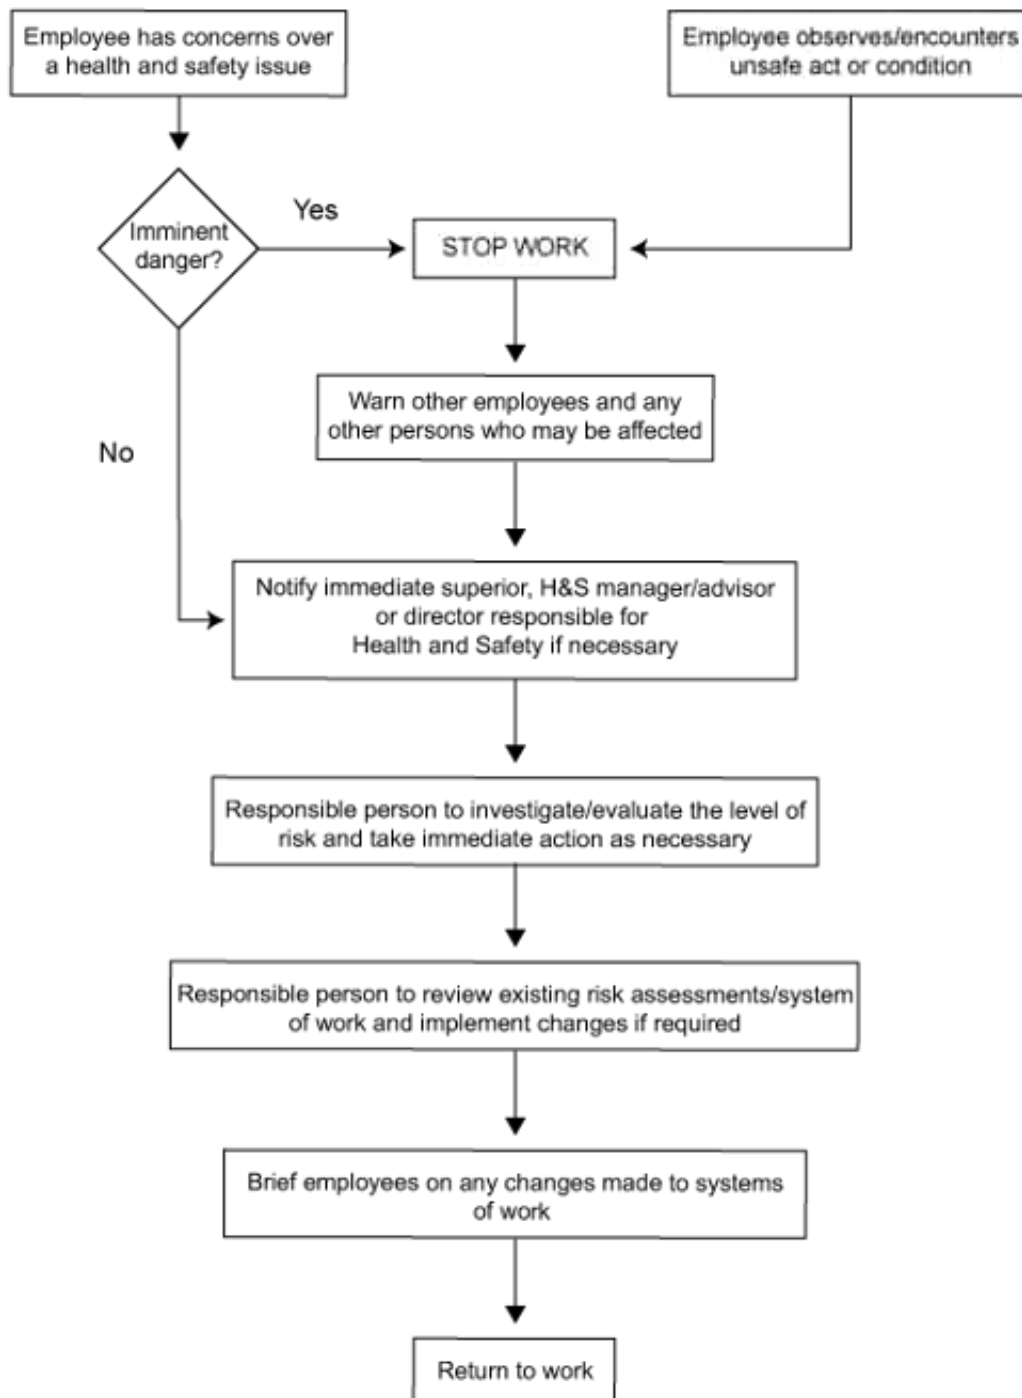 Employee has concerns over
a health and safety issue
Employee observes/encounters
unsafe act or condition
Imminent
danger?
Yes
STOP WORK
Warn other employees and any
other persons who may be affected
No
Notify immediate superior, H&S manager/advisor
or director responsible for
Health and Safety if necessary
Responsible person to investigate/evaluate the level of
risk and take immediate action as necessary
Responsible person to review existing risk assessments/system
of work and implement changes if required
Brief employees on any changes made to systems
of work
Return to work